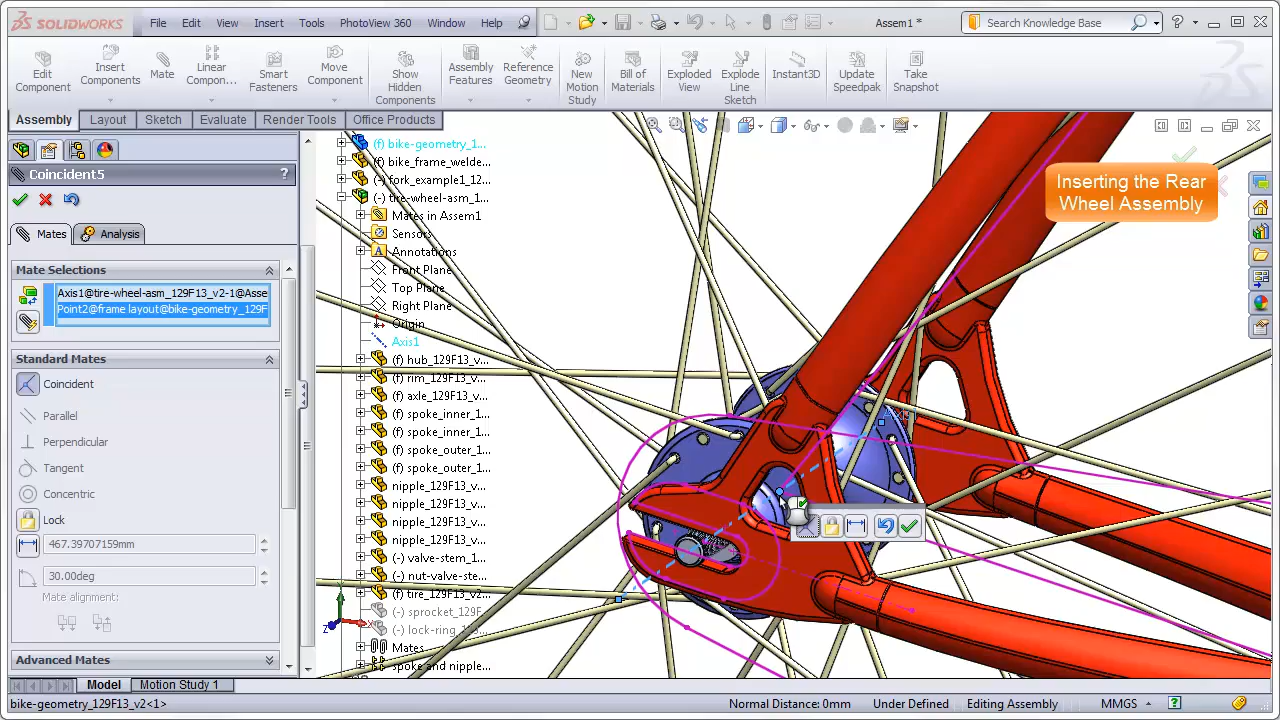 SOLIDWORKS
File Edit View Insert Tools PhotoView 360 Window Help
Assem1 *
Search Knowledge Base
Edit Component
Insert Components
Mate
Linear Compon...
Smart Fasteners
Move Component
Show Hidden Components
Assembly Features
Reference Geometry
New Motion Study
Bill of Materials
Exploded View
Explode Line Sketch
Instant3D
Update Speedpak
Take Snapshot
Assembly Layout Sketch Evaluate Render Tools Office Products
Coincident5
?
Mates Analysis
Mate Selections
Axis1@tire-wheel-asm_129F13_v2-1@Asse
Point2@frame layout@bike-geometry_129F
Standard Mates
Coincident
Parallel
Perpendicular
Tangent
Concentric
Lock
467.39707159mm
30.00deg
Mate alignment:
Advanced Mates
(f) bike-geometry_1...
(f) bike_frame_welde...
(-) fork_example1_12...
(-) tire-wheel-asm_1...
Mates in Assem1
Sensors
Annotations
Front Plane
Top Plane
Right Plane
Origin
Axis1
(f) hub_129F13_v...
(f) rim_129F13_v...
(f) axle_129F13_v...
(f) spoke_inner_1...
(f) spoke_inner_1...
(f) spoke_outer_1...
(f) spoke_outer_1...
nipple_129F13_v...
nipple_129F13_v...
nipple_129F13_v...
nipple_129F13_v...
(-) valve-stem_1...
(-) nut-valve-ste...
(f) tire_129F13_v...
(-) sprocket_129F...
(-) lock-ring_1...
Mates
spoke and nipple...
Inserting the Rear
Wheel Assembly
Model Motion Study 1
bike-geometry_129F13_v2<1>
Normal Distance: 0mm Under Defined Editing Assembly MMGS